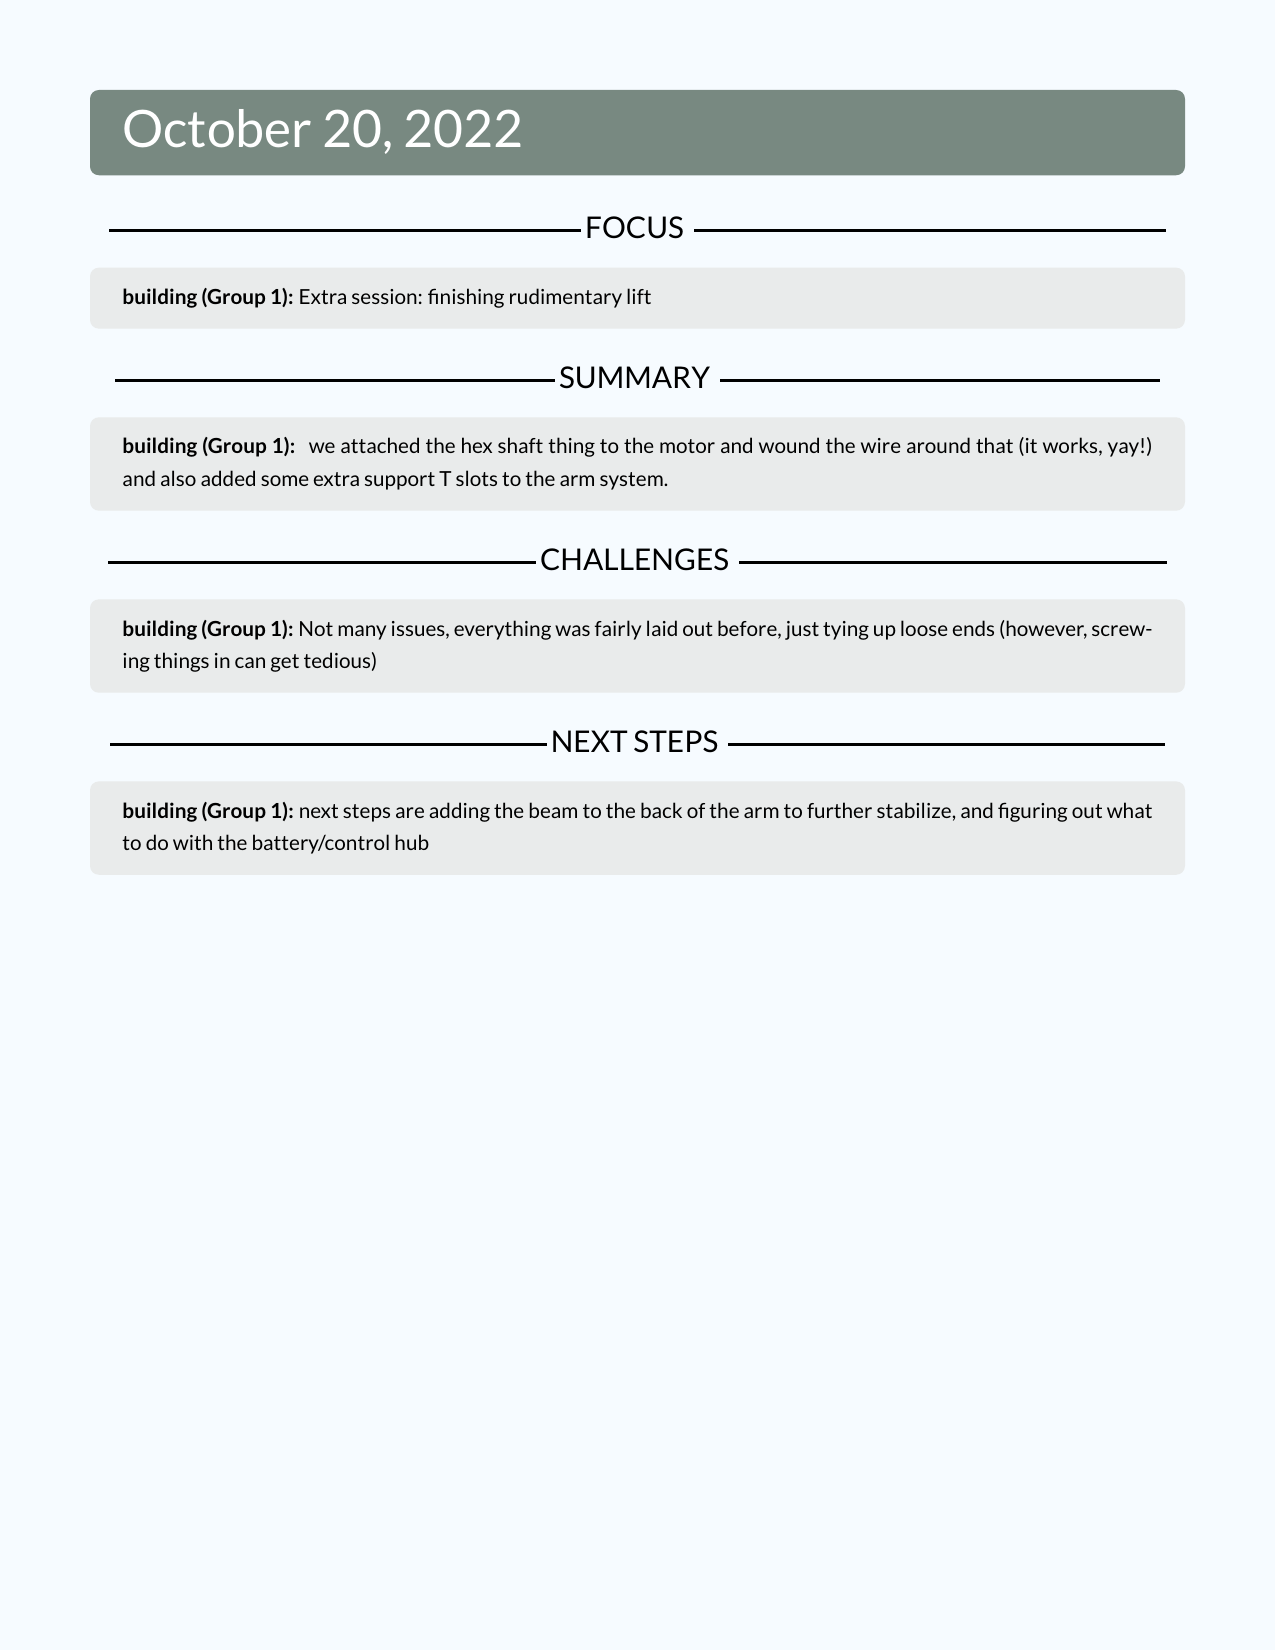 October 20, 2022
FOCUS
building (Group 1): Extra session: finishing rudimentary lift
SUMMARY
building (Group 1): we attached the hex shaft thing to the motor and wound the wire around that (it works, yay!)
and also added some extra support T slots to the arm system.
CHALLENGES
building (Group 1): Not many issues, everything was fairly laid out before, just tying up loose ends (however, screw-
ing things in can get tedious)
NEXT STEPS
building (Group 1): next steps are adding the beam to the back of the arm to further stabilize, and figuring out what
to do with the battery/control hub